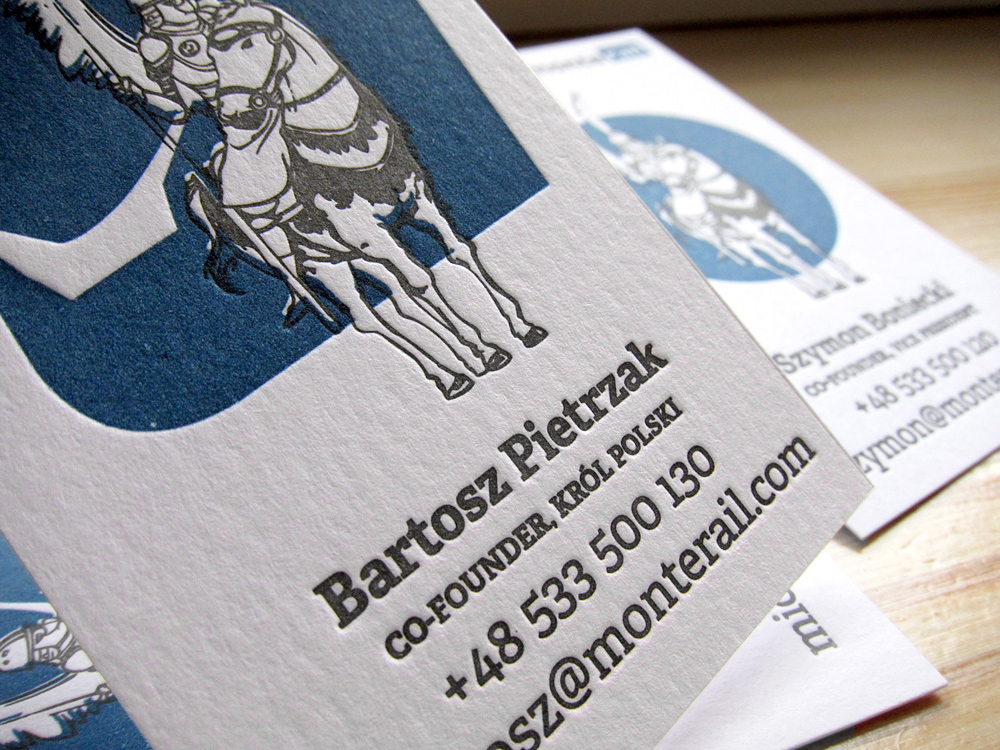 Bartosz Pietrzak
CO-FOUNDER, KRÓL POLSKI
+48 533 500 130
osz@monterail.com
Szymon Boniecki
CO-FOUNDER, VICE PRESIDENT
+48 533 500 120
zymon@monte
mic